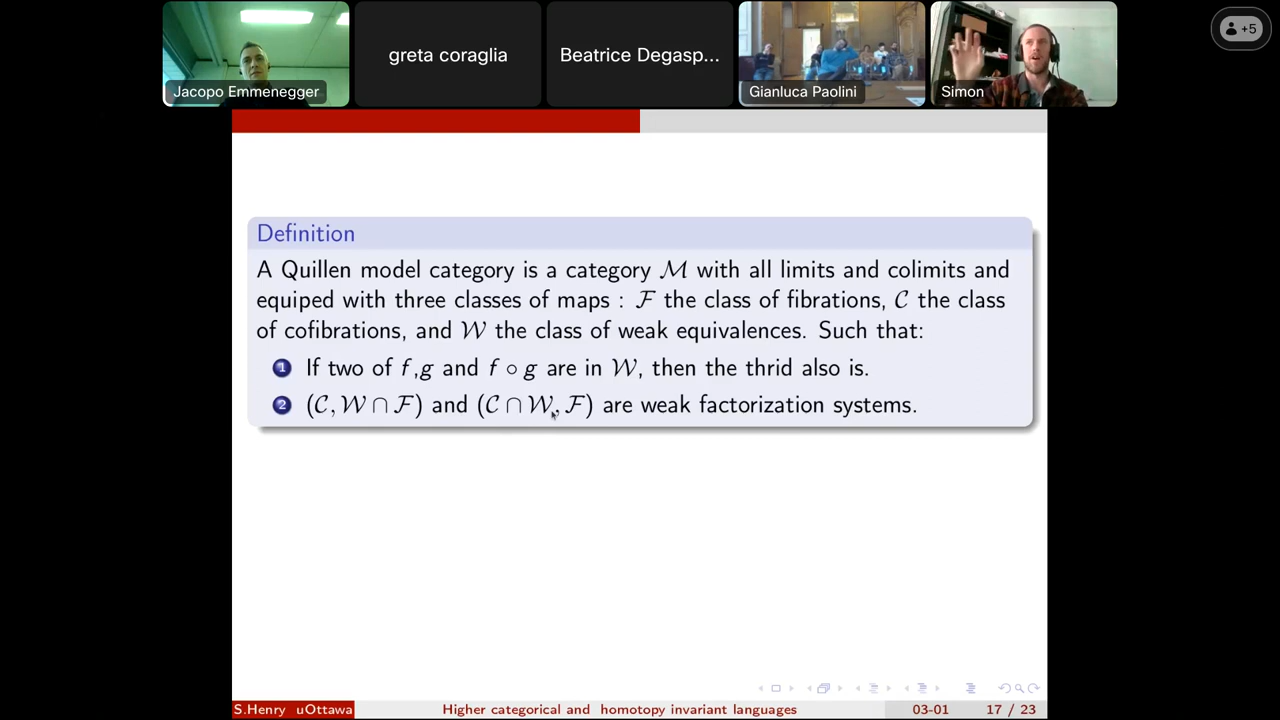 Jacopo Emmenegger
greta coraglia
Beatrice Degasp...
Gianluca Paolini
Simon
+5
Definition
A Quillen model category is a category ℳ with all limits and colimits and
equiped with three classes of maps : ℱ the class of fibrations, 𝒞 the class
of cofibrations, and 𝒲 the class of weak equivalences. Such that:
1 If two of f,g and f ∘ g are in 𝒲, then the thrid also is.
2 (𝒞, 𝒲 ∩ ℱ) and (𝒞 ∩ 𝒲, ℱ) are weak factorization systems.
S.Henry uOttawa Higher categorical and homotopy invariant languages 03-01 17 / 23